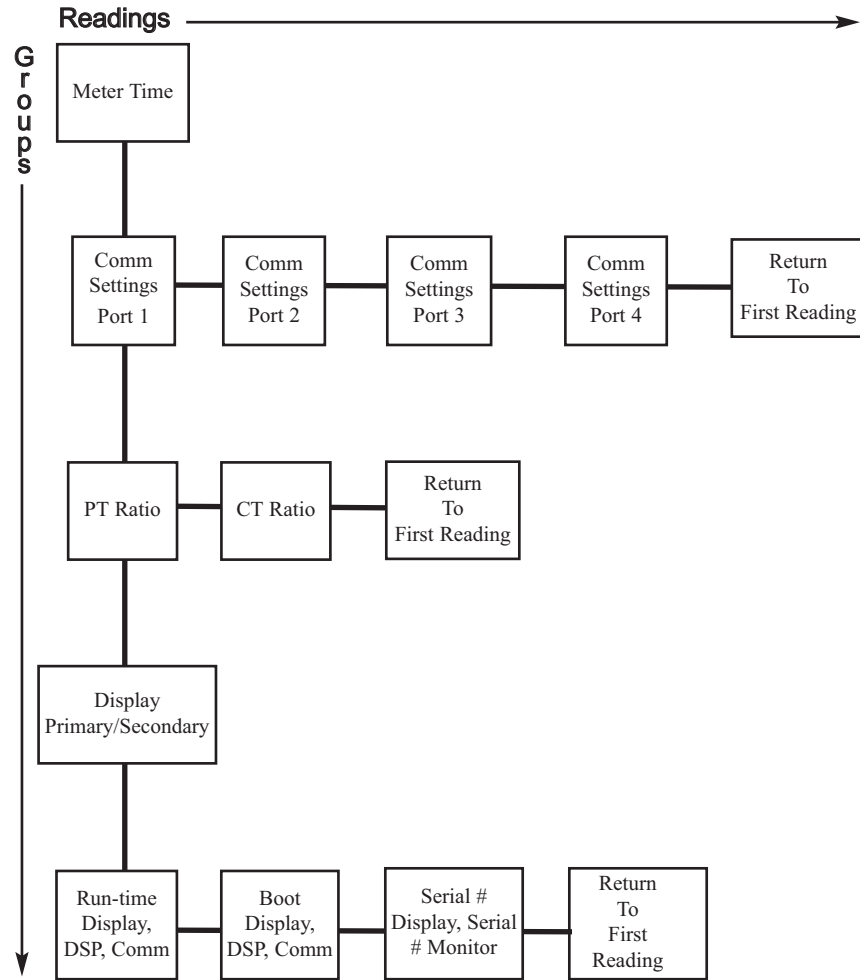 Readings
Groups
Meter Time
Comm
Settings
Port 1
Comm
Settings
Port 2
Comm
Settings
Port 3
Comm
Settings
Port 4
Return
To
First Reading
PT Ratio
CT Ratio
Return
To
First Reading
Display
Primary/Secondary
Run-time
Display,
DSP, Comm
Boot
Display,
DSP, Comm
Serial #
Display, Serial
# Monitor
Return
To
First
Reading